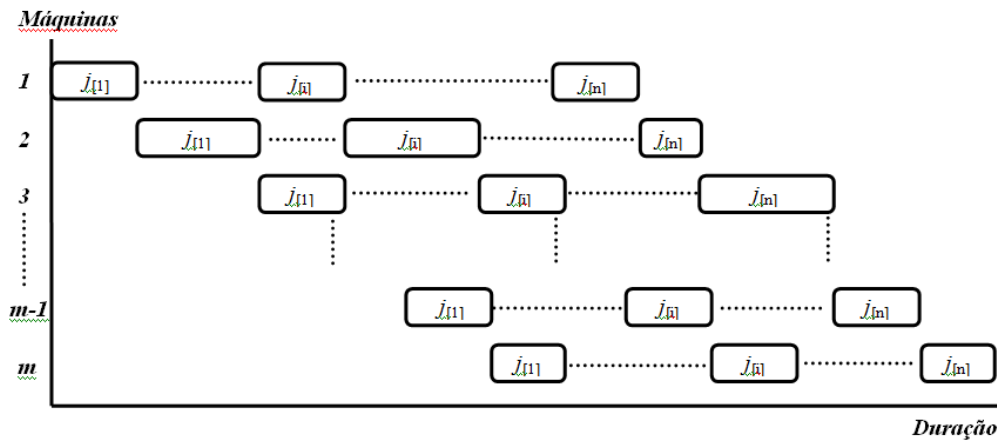 Máquinas
1 j[1] j[i] j[n]
2 j[1] j[i] j[n]
3 j[1] j[i] j[n]
m-1 j[1] j[i] j[n]
m j[1] j[i] j[n]
Duração